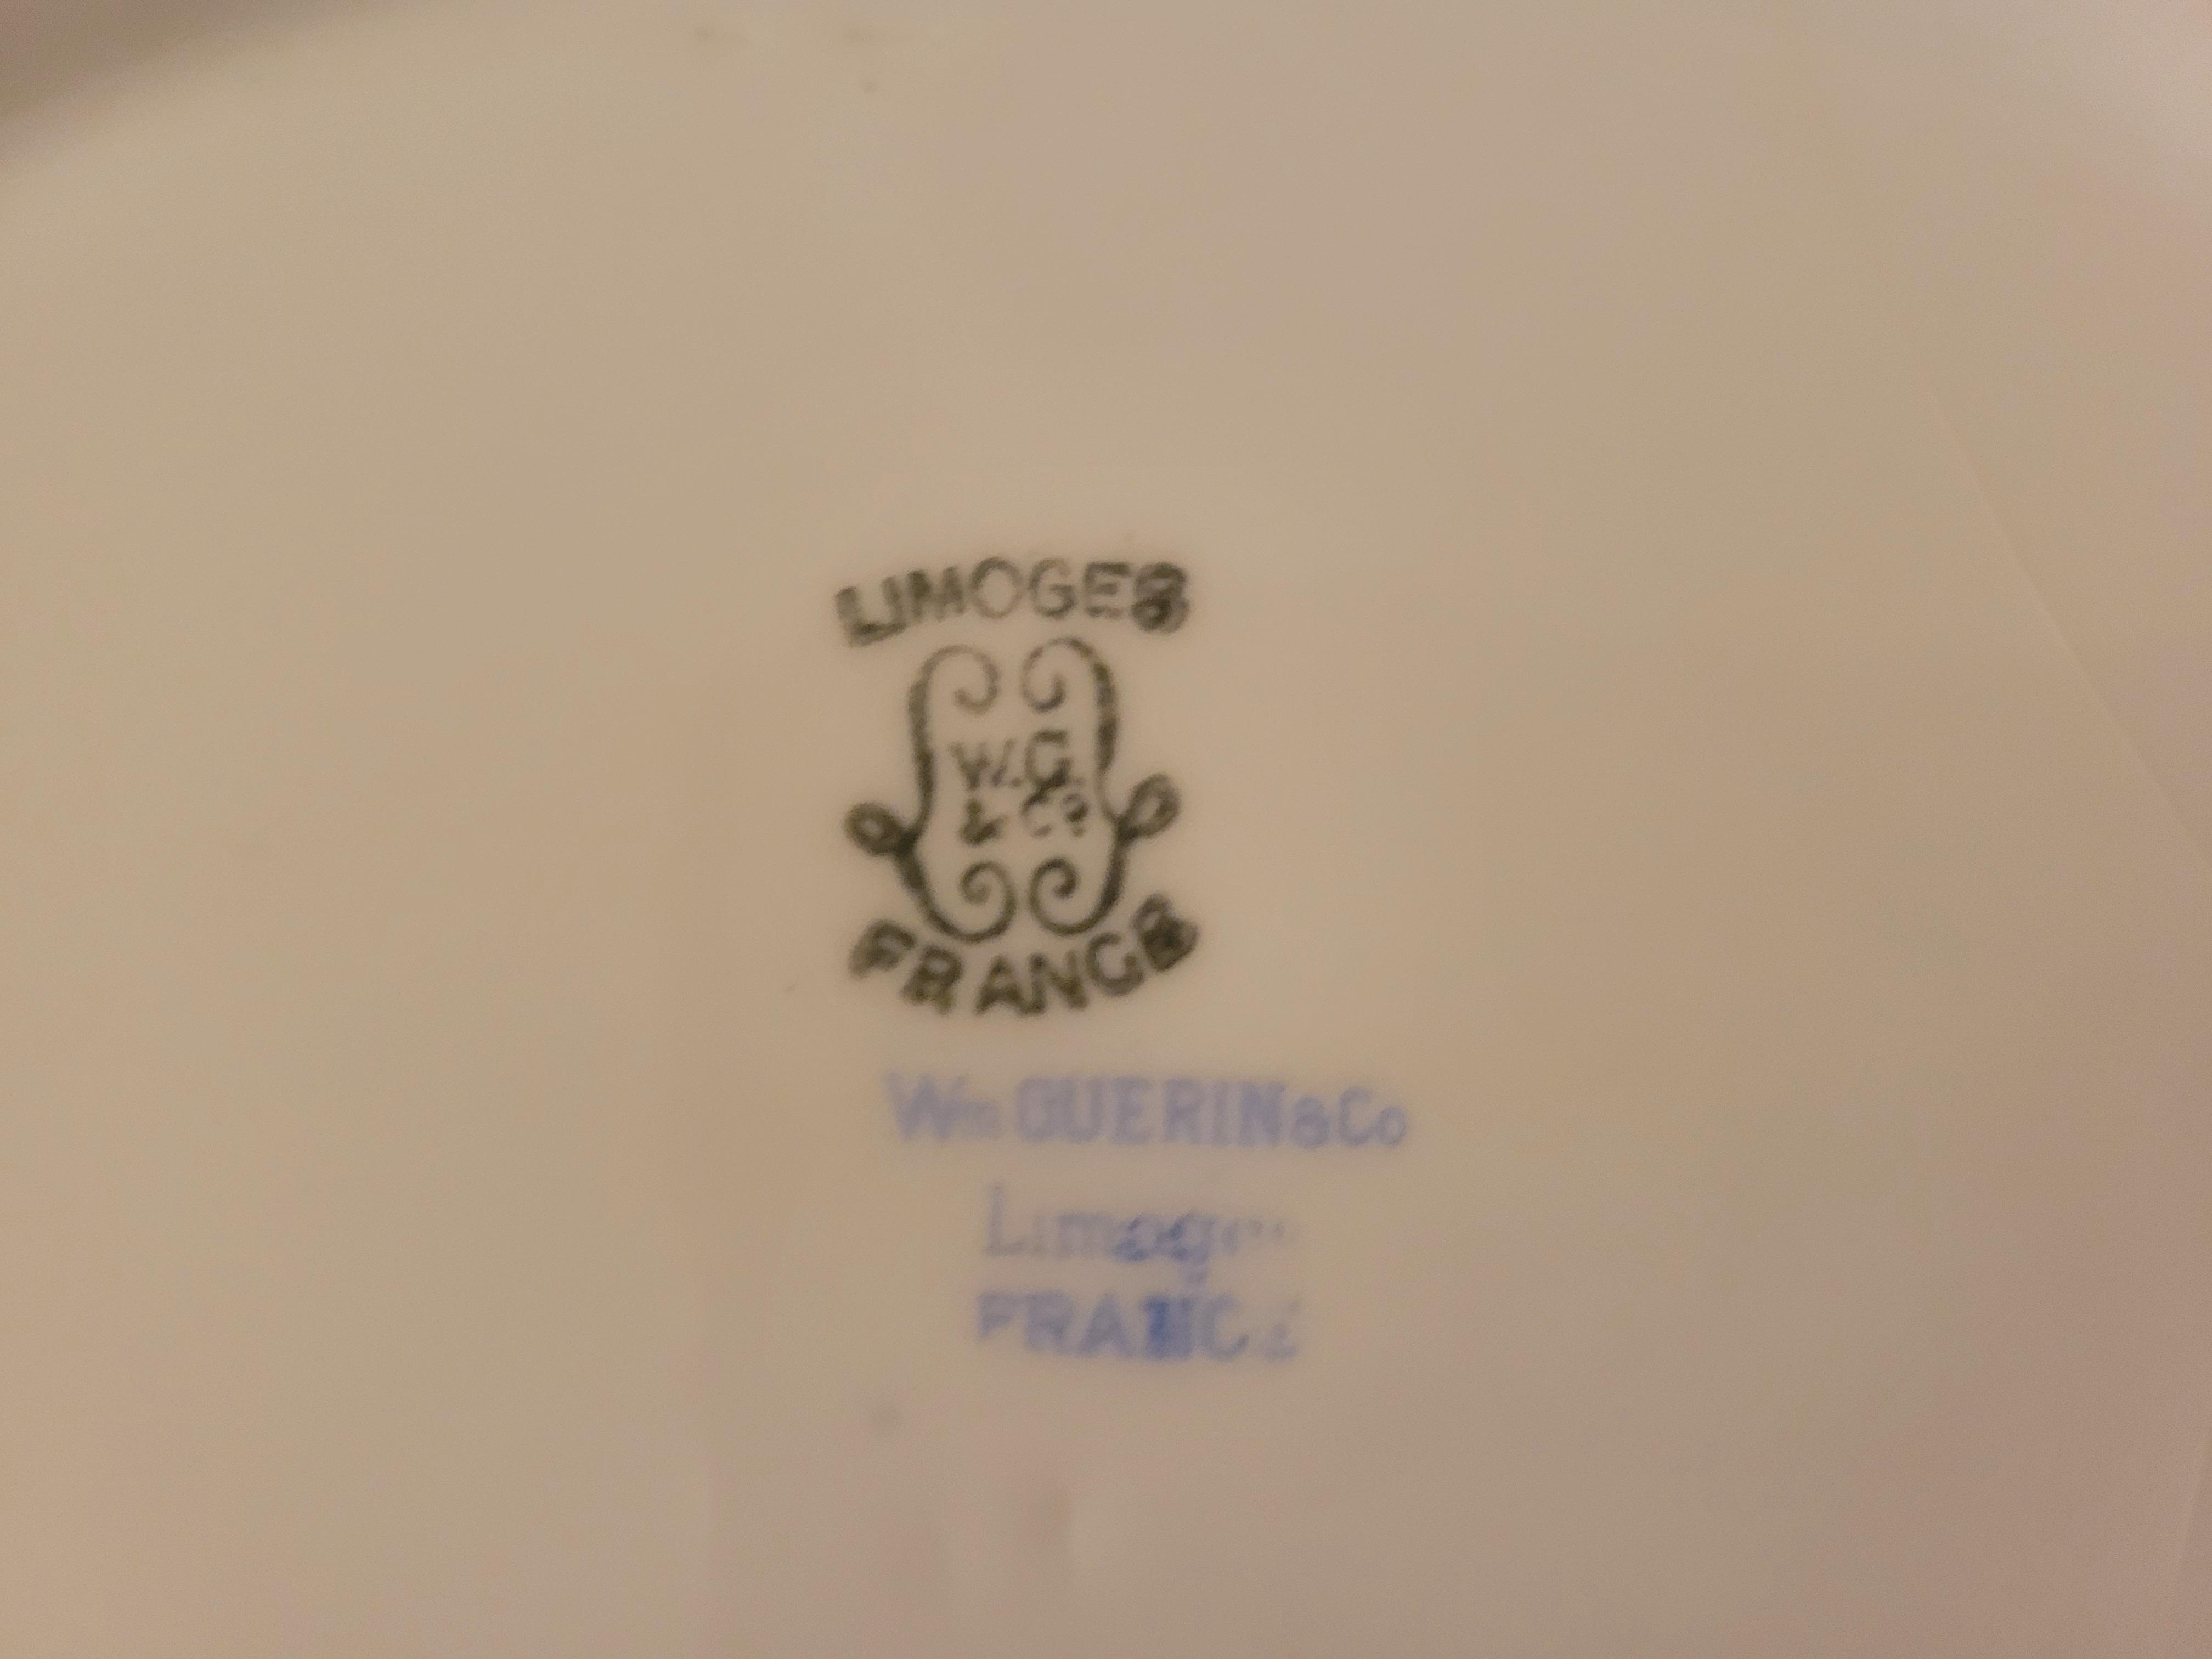 LIMOGES
W.G.
& Co
FRANCE
Wm GUERIN & Co
Limoges
FRANCE